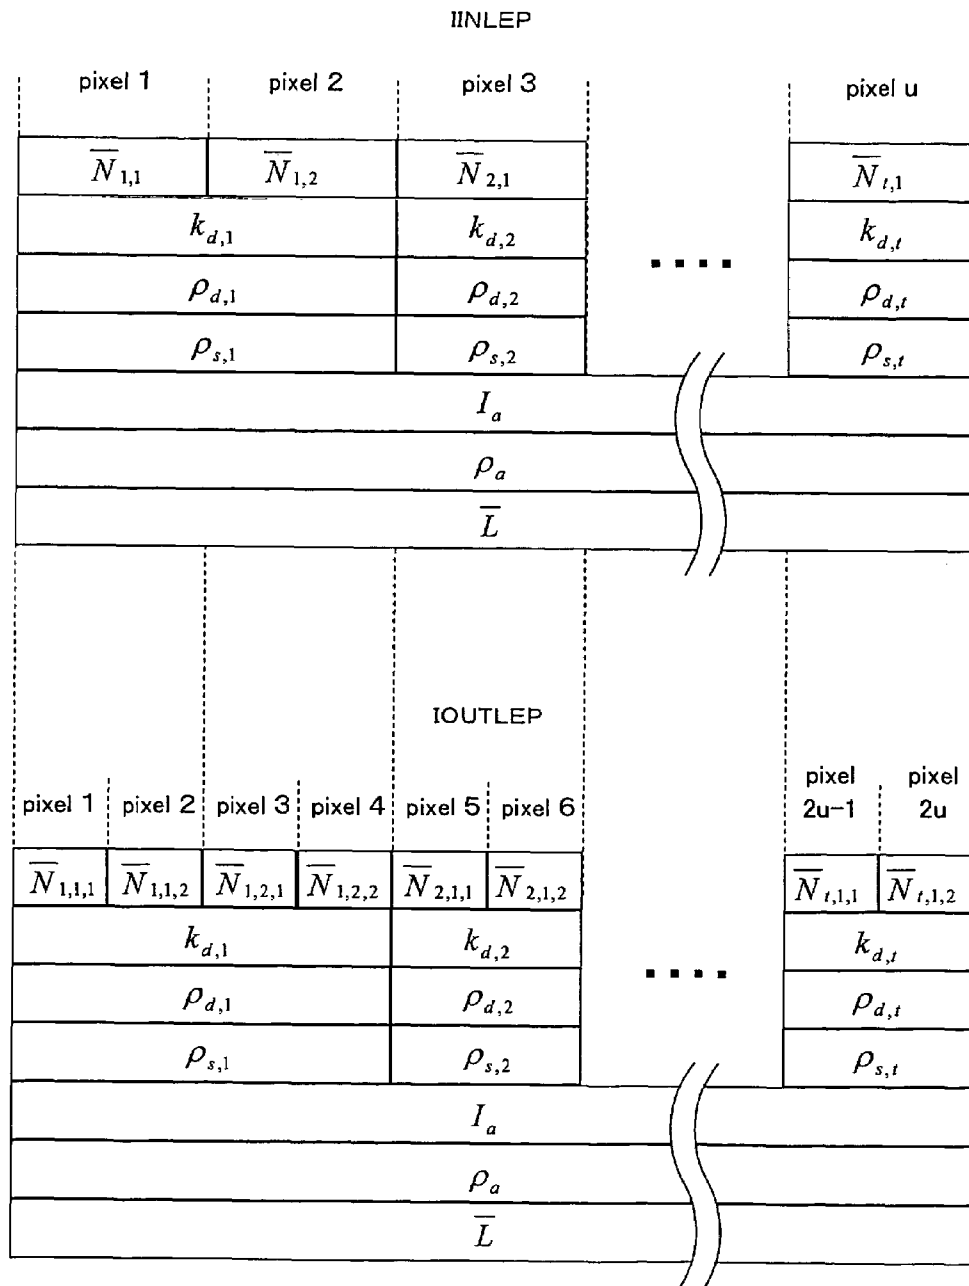 IINLEP
pixel 1 pixel 2 pixel 3 pixel u
N̅1,1 N̅1,2 N̅2,1 N̅t,1
kd,1 kd,2 kd,t
ρd,1 ρd,2 ρd,t
ρs,1 ρs,2 ρs,t
Ia
ρa
L̅
IOUTLEP
pixel 1 pixel 2 pixel 3 pixel 4 pixel 5 pixel 6 pixel 2u-1 pixel 2u
N̅1,1,1 N̅1,1,2 N̅1,2,1 N̅1,2,2 N̅2,1,1 N̅2,1,2 N̅t,1,1 N̅t,1,2
kd,1 kd,2 kd,t
ρd,1 ρd,2 ρd,t
ρs,1 ρs,2 ρs,t
Ia
ρa
L̅